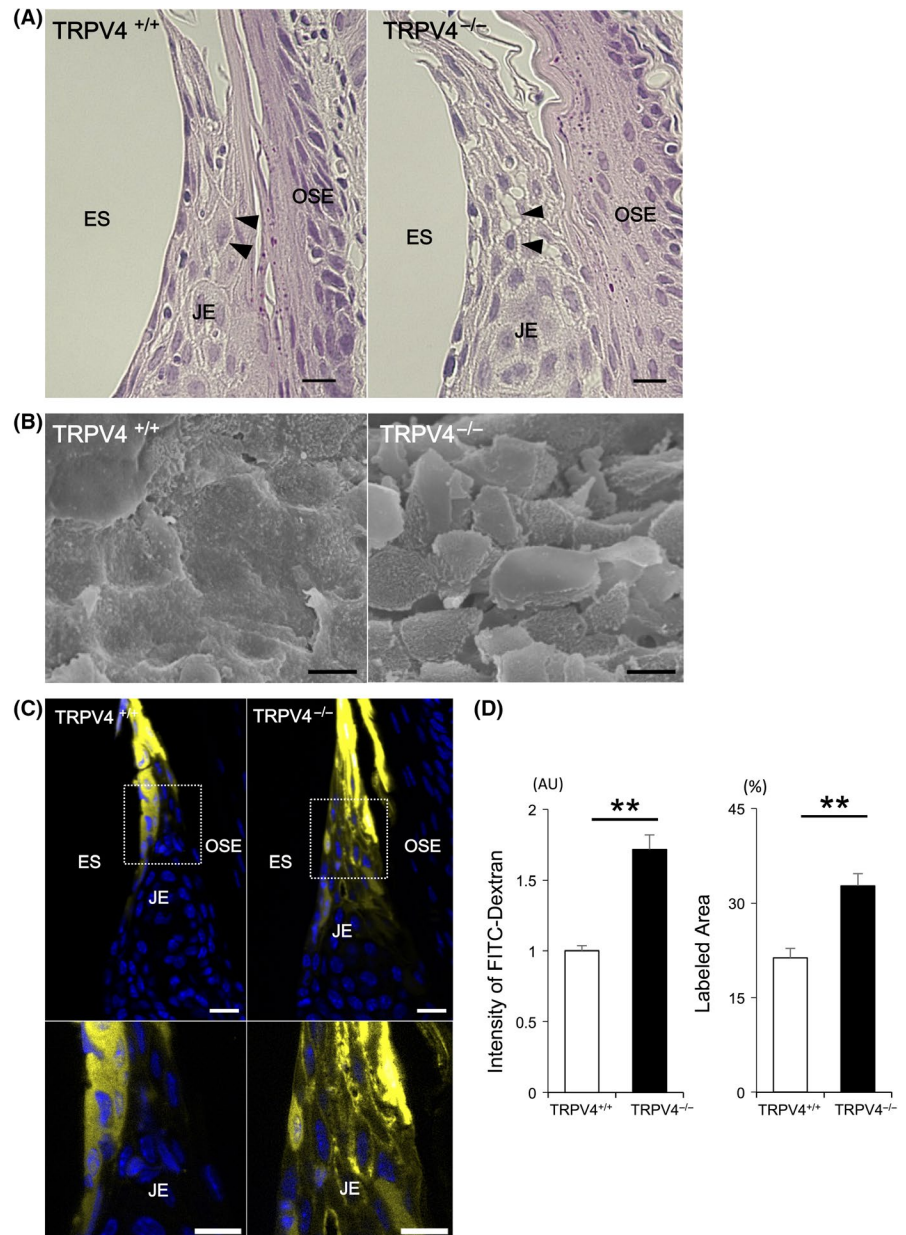 (A)
TRPV4 +/+
TRPV4 –/–
ES
OSE
JE
ES
OSE
JE
(B)
TRPV4 +/+
TRPV4 –/–
(C)
TRPV4 +/+
TRPV4 –/–
ES
OSE
JE
ES
OSE
JE
JE
JE
(D)
(AU)
**
2
1.5
1
0.5
0
Intensity of FITC-Dextran
TRPV4+/+
TRPV4–/–
(%)
**
45
30
15
0
Labeled Area
TRPV4+/+
TRPV4–/–